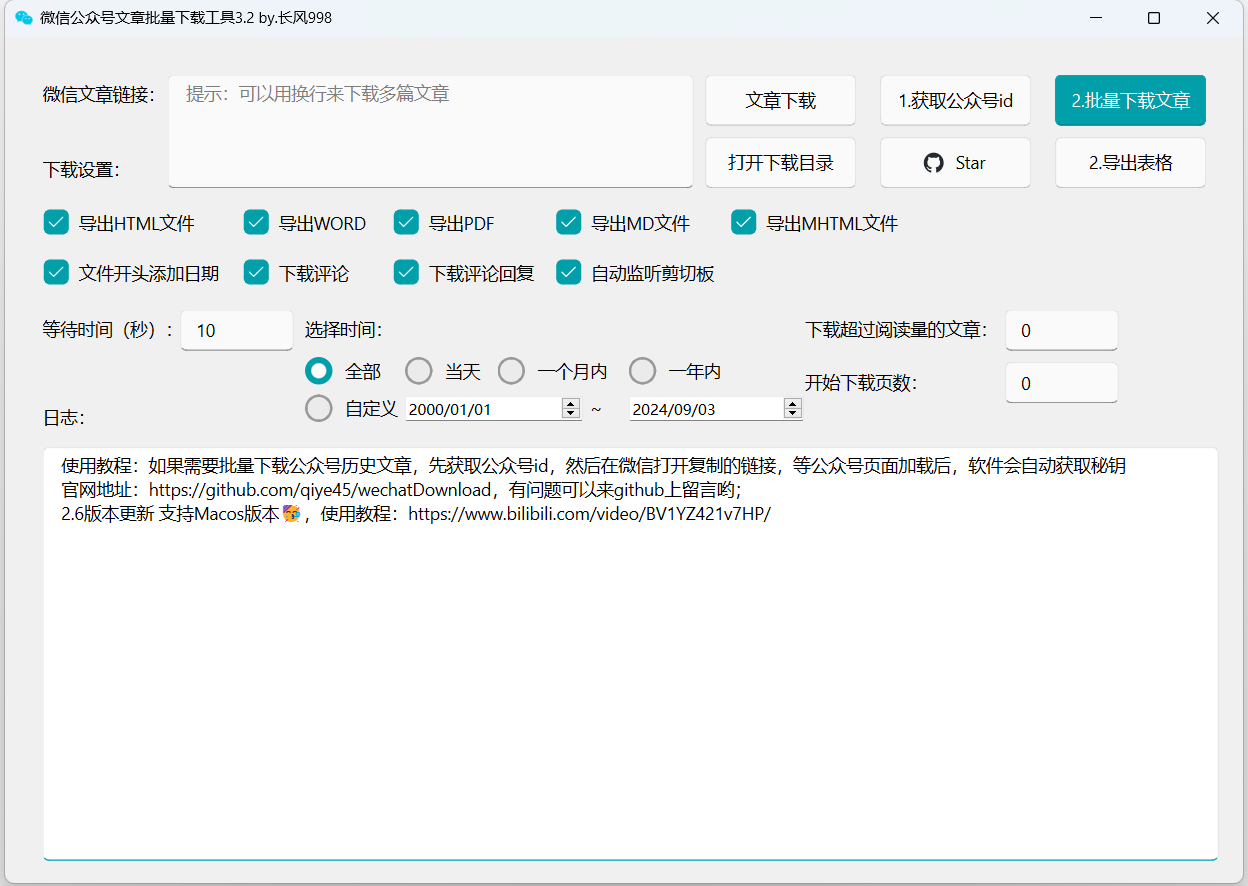 微信公众号文章批量下载工具3.2 by.长风998
微信文章链接：
提示：可以用换行来下载多篇文章
文章下载
1.获取公众号id
2.批量下载文章
下载设置：
打开下载目录
Star
2.导出表格
导出HTML文件
导出WORD
导出PDF
导出MD文件
导出MHTML文件
文件开头添加日期
下载评论
下载评论回复
自动监听剪切板
等待时间（秒）：
10
选择时间：
下载超过阅读量的文章：
0
全部
当天
一个月内
一年内
开始下载页数：
0
自定义
2000/01/01
~
2024/09/03
日志：
使用教程：如果需要批量下载公众号历史文章，先获取公众号id，然后在微信打开复制的链接，等公众号页面加载后，软件会自动获取秘钥
官网地址：https://github.com/qiye45/wechatDownload，有问题可以来github上留言哟；
2.6版本更新 支持Macos版本🥳，使用教程：https://www.bilibili.com/video/BV1YZ421v7HP/